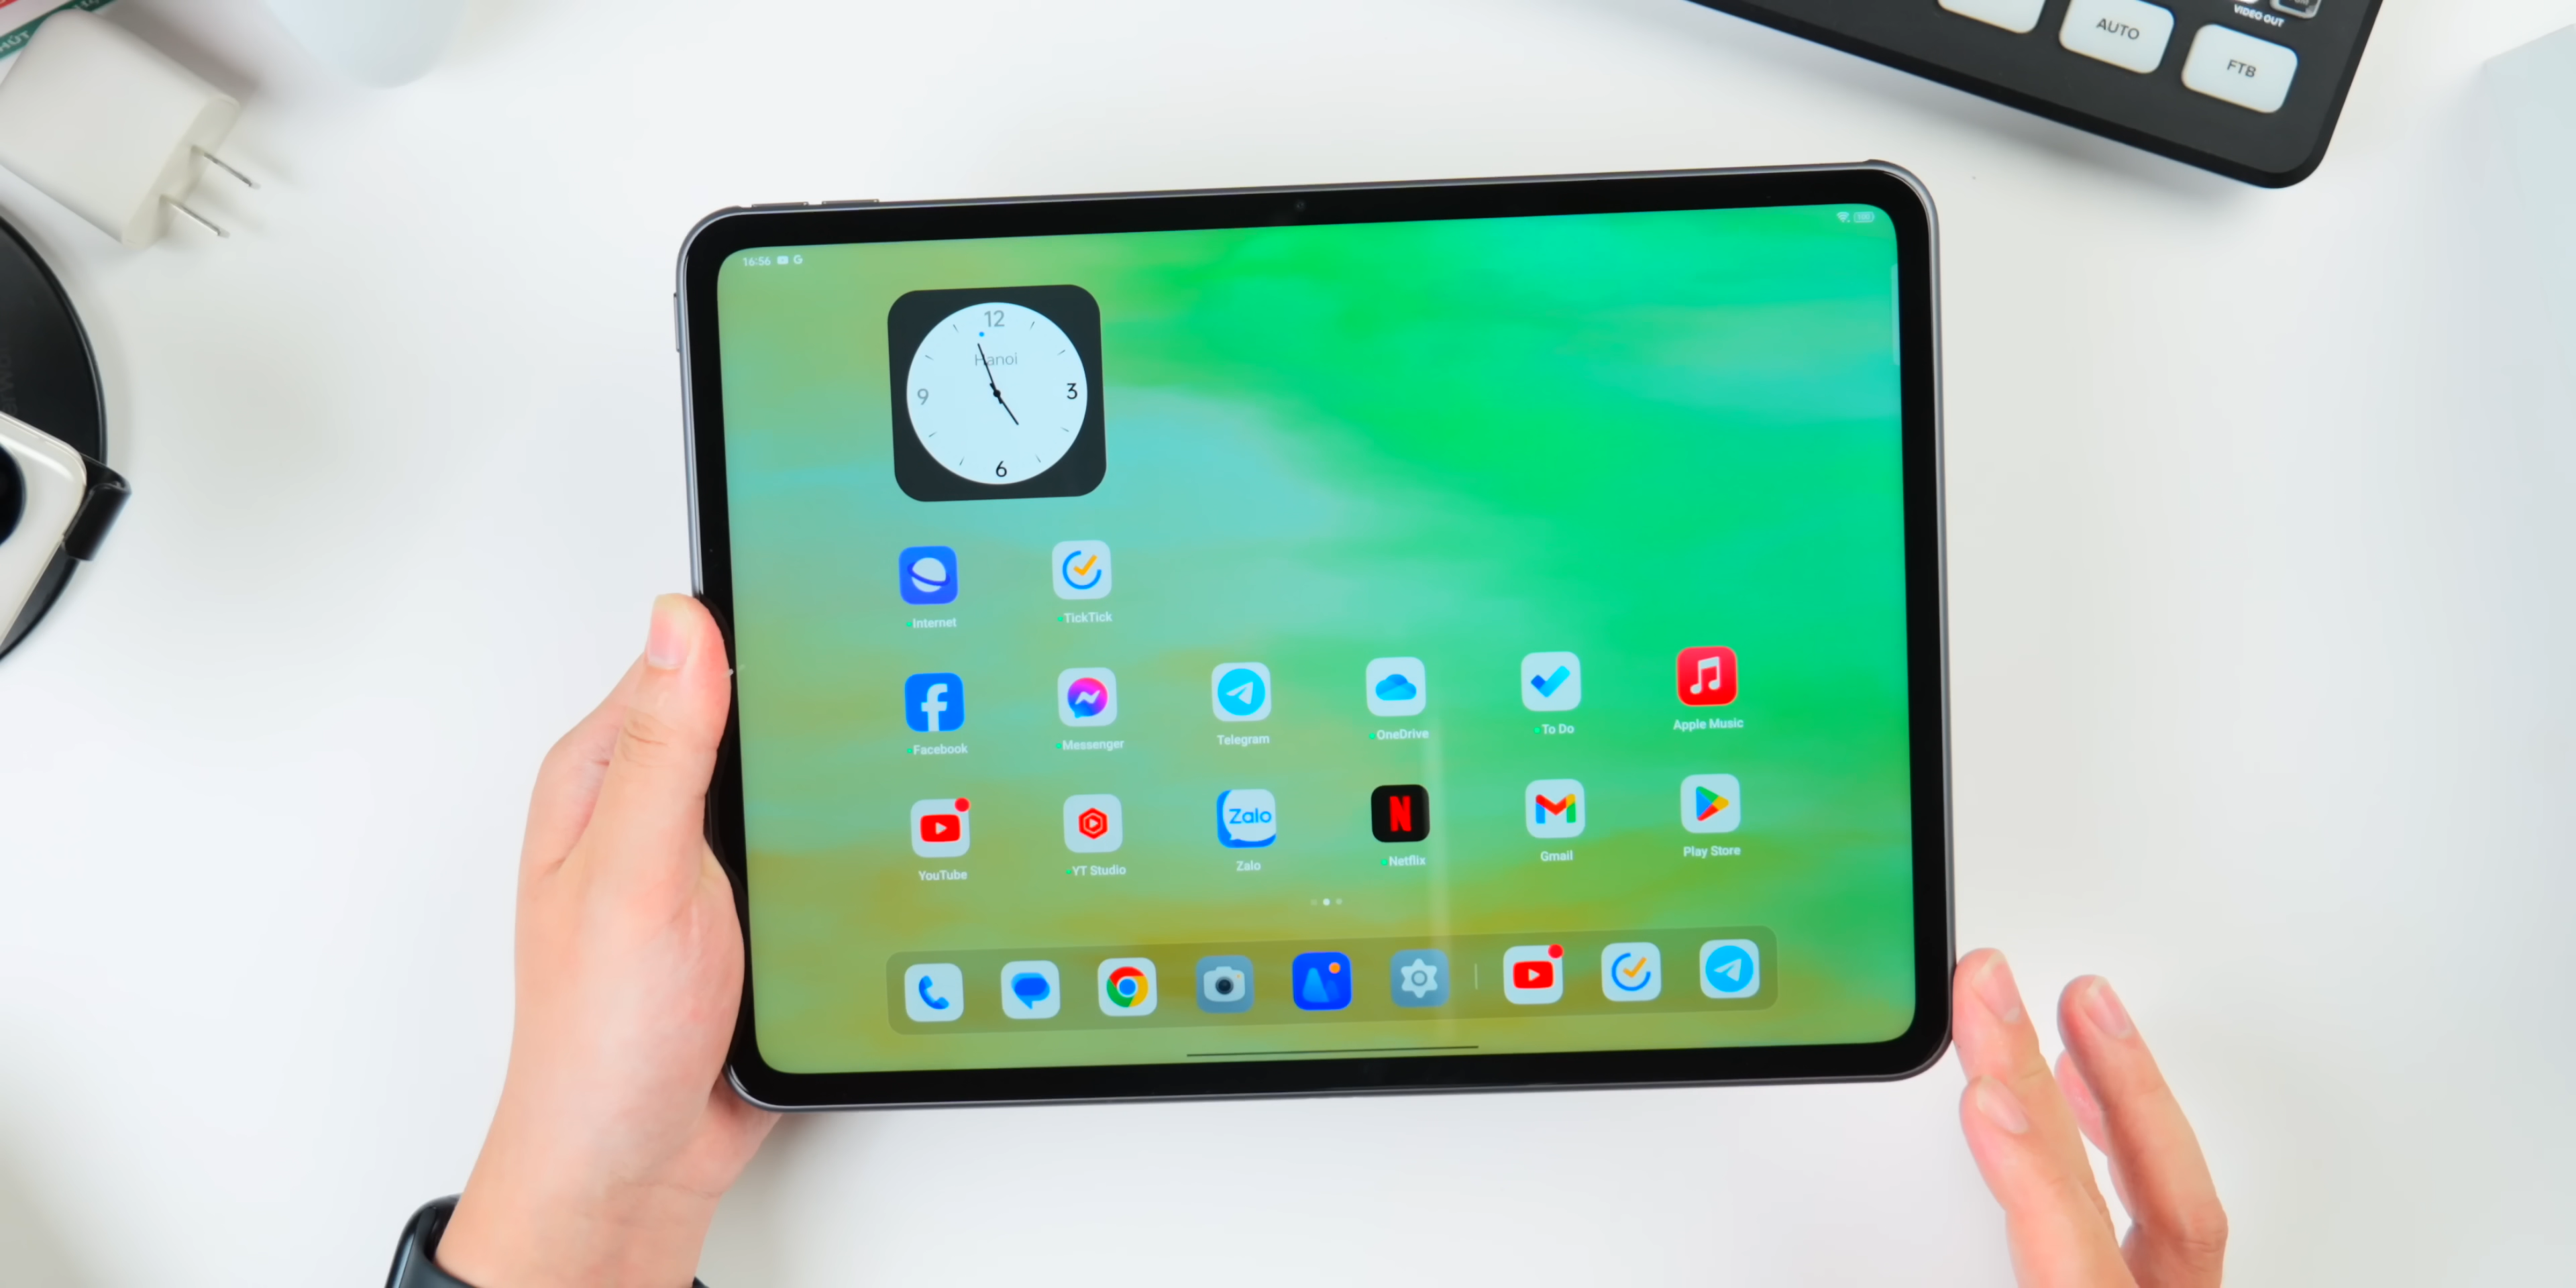 HÚT
VIDEO OUT
AUTO
FTB
16:56
12
Hanoi
9
3
6
Internet
TickTick
Facebook
Messenger
Telegram
OneDrive
To Do
Apple Music
Zalo
YouTube
YT Studio
Zalo
Netflix
Gmail
Play Store